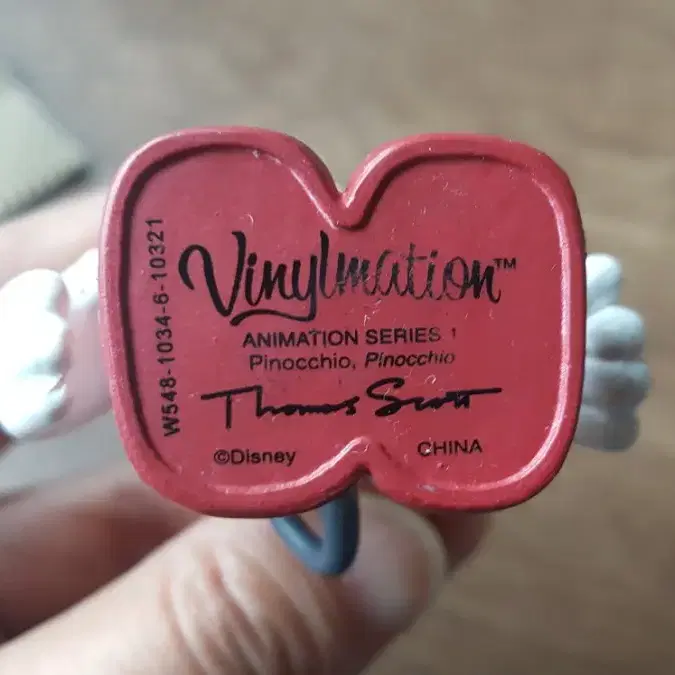 Vinylmation™
ANIMATION SERIES 1
Pinocchio, Pinocchio
Thomas Scott
©Disney CHINA
W548-1034-6-10321